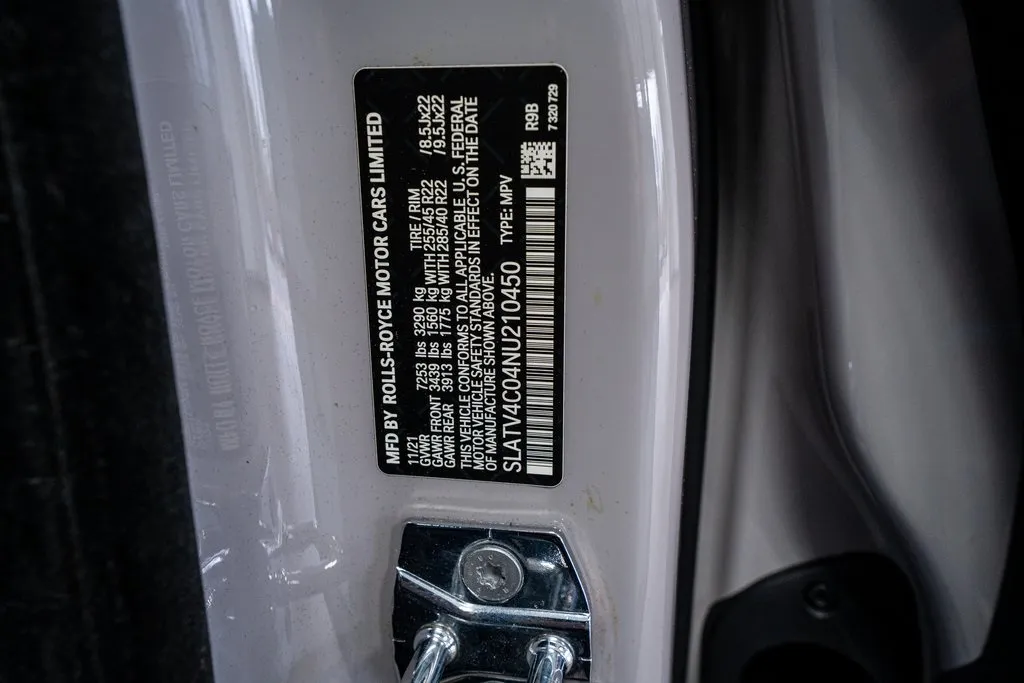 MFD BY ROLLS-ROYCE MOTOR CARS LIMITED
11/21
GVWR 7253 lbs 3290 kg TIRE / RIM
GAWR FRONT 3439 lbs 1560 kg WITH 255/45 R22 / 8.5Jx22
GAWR REAR 3913 lbs 1775 kg WITH 285/40 R22 / 9.5Jx22
THIS VEHICLE CONFORMS TO ALL APPLICABLE U.S. FEDERAL
MOTOR VEHICLE SAFETY STANDARDS IN EFFECT ON THE DATE
OF MANUFACTURE SHOWN ABOVE.
SLATV4C04NU210450 TYPE: MPV
R9B
7 320 729